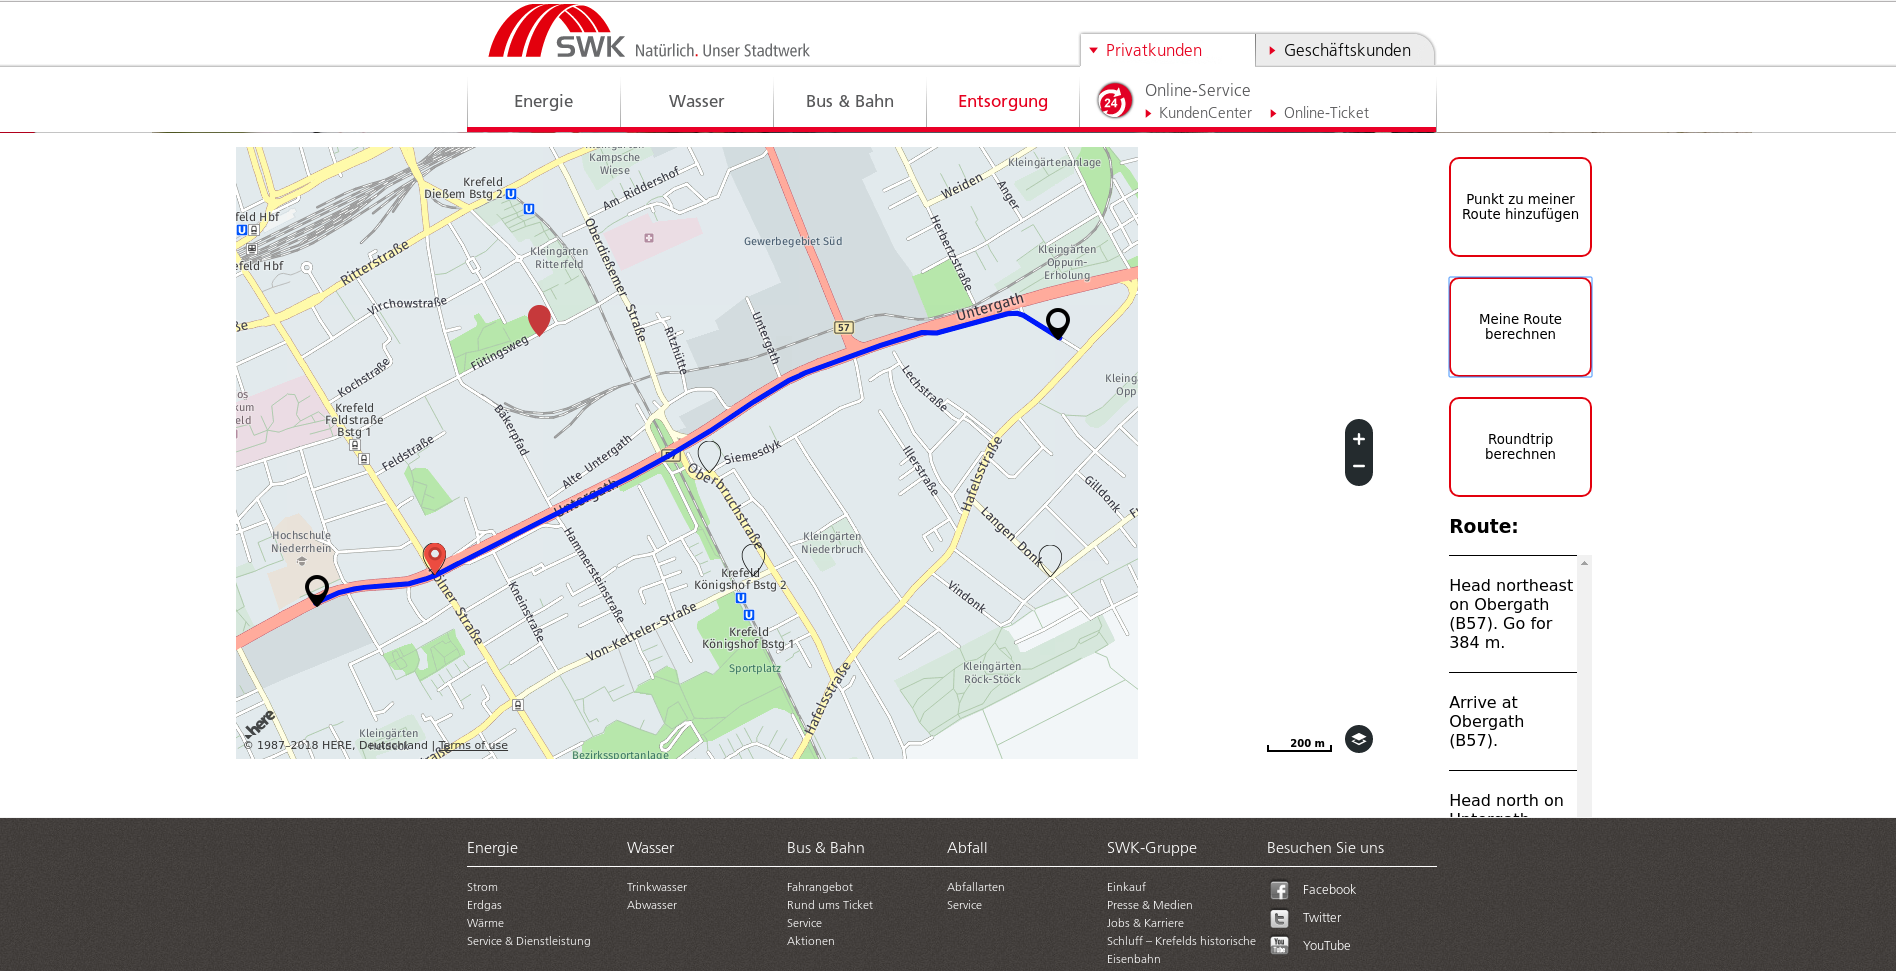 SWK Natürlich. Unser Stadtwerk
Privatkunden
Geschäftskunden
Energie
Wasser
Bus & Bahn
Entsorgung
24
Online-Service
KundenCenter
Online-Ticket
Kampsche
Wiese
Kleingärtenanlage
Krefeld
Dießem Bstg 2
U
U
Am Riddershof
Weiden
Anger
feld Hbf
U
efeld Hbf
Ritterstraße
Oberdießemer Straße
Kleingärten
Ritterfeld
Gewerbegebiet Süd
Herbertzstraße
Kleingärten
Oppum-
Erholung
Virchowstraße
Untergath
Fütingsweg
Ritzhütte
Untergath
57
Kochstraße
Krefeld
Feldstraße
Bstg 1
Bäkerpfad
Feldstraße
Lechstraße
Kleing
Opp
Alte Untergath
Siemesdyk
Untergath
Oberbruchstraße
Illerstraße
Hafelsstraße
Gilldonk
Langen Donk
Hochschule
Niederrhein
Kleingärten
Niederbruch
Hammersteinstraße
Krefeld
Königshof Bstg 2
U
U
Krefeld
Königshof Bstg 1
Kölner Straße
Kneinstraße
Vindonk
Von-Ketteler-Straße
Sportplatz
Kleingärten
Röck-Stöck
Hafelsstraße
Kleingärten
Bezirkssportanlage
here
© 1987–2018 HERE, Deutschland | Terms of use
200 m
+
−
Punkt zu meiner
Route hinzufügen
Meine Route
berechnen
Roundtrip
berechnen
Route:
Head northeast
on Obergath
(B57). Go for
384 m.
Arrive at
Obergath
(B57).
Head north on
Untergath
Energie
Strom
Erdgas
Wärme
Service & Dienstleistung
Wasser
Trinkwasser
Abwasser
Bus & Bahn
Fahrangebot
Rund ums Ticket
Service
Aktionen
Abfall
Abfallarten
Service
SWK-Gruppe
Einkauf
Presse & Medien
Jobs & Karriere
Schluff – Krefelds historische
Eisenbahn
Besuchen Sie uns
Facebook
Twitter
YouTube